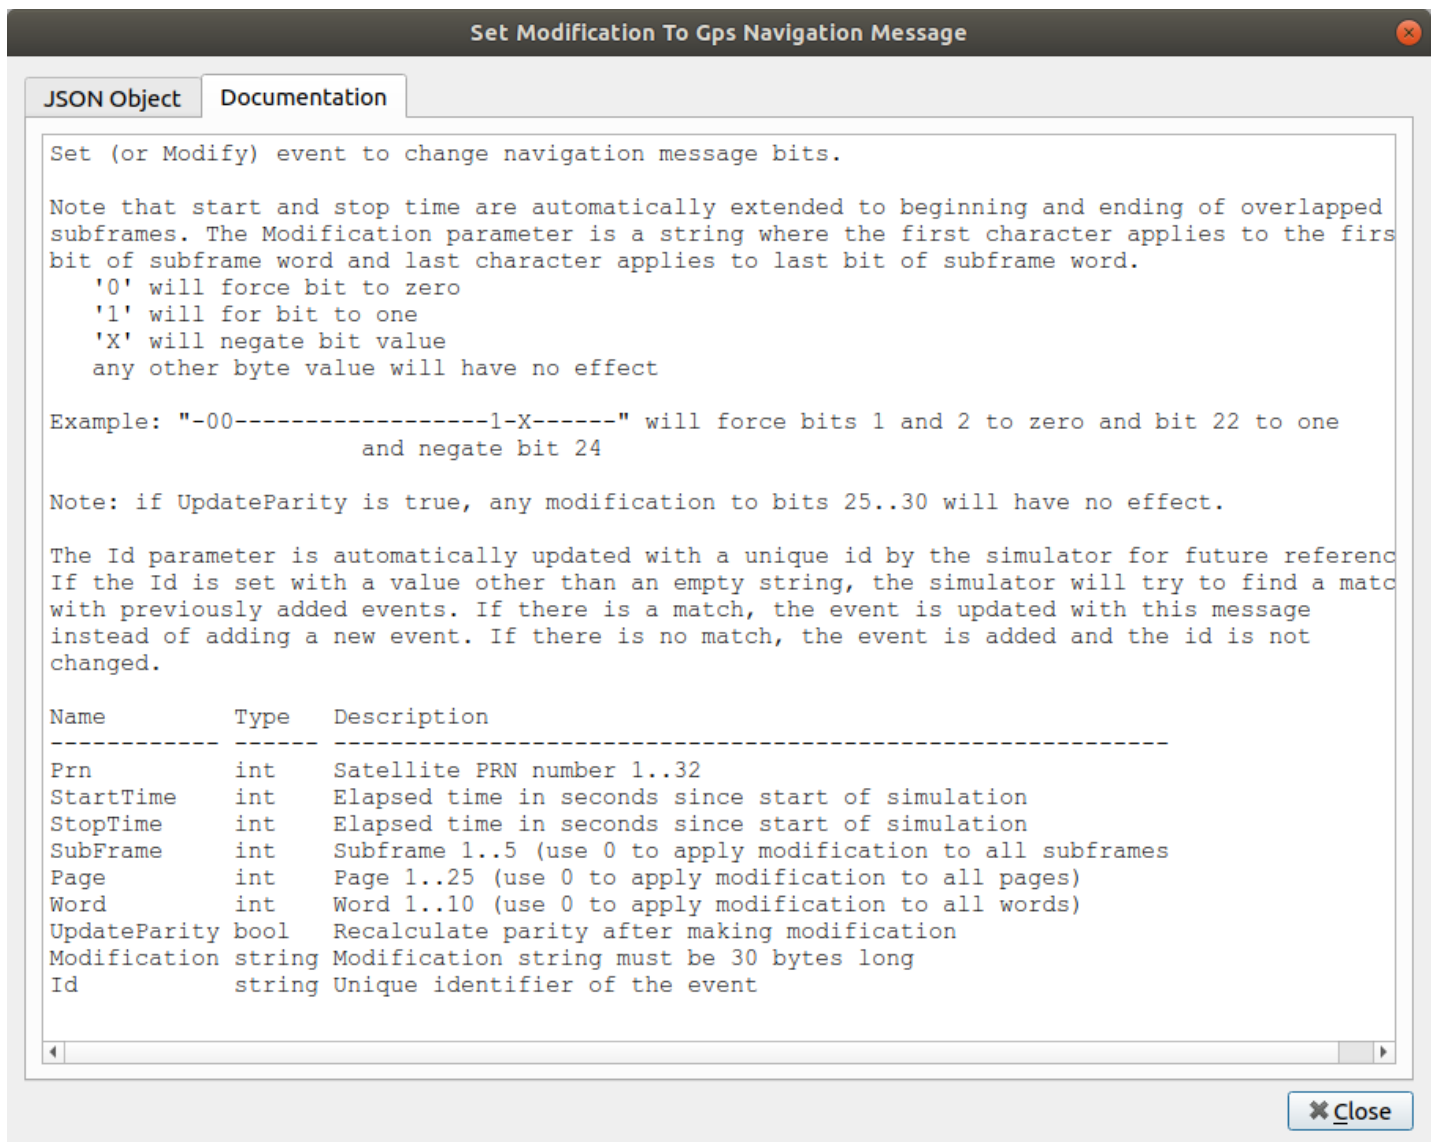 Set Modification To Gps Navigation Message
JSON Object
Documentation
Set (or Modify) event to change navigation message bits.
Note that start and stop time are automatically extended to beginning and ending of overlapped
subframes. The Modification parameter is a string where the first character applies to the firs
bit of subframe word and last character applies to last bit of subframe word.
'0' will force bit to zero
'1' will for bit to one
'X' will negate bit value
any other byte value will have no effect
Example: "-00------------------1-X------" will force bits 1 and 2 to zero and bit 22 to one
and negate bit 24
Note: if UpdateParity is true, any modification to bits 25..30 will have no effect.
The Id parameter is automatically updated with a unique id by the simulator for future referenc
If the Id is set with a value other than an empty string, the simulator will try to find a matc
with previously added events. If there is a match, the event is updated with this message
instead of adding a new event. If there is no match, the event is added and the id is not
changed.
Name Type Description
------------ ------ -----------------------------------------------------------
Prn int Satellite PRN number 1..32
StartTime int Elapsed time in seconds since start of simulation
StopTime int Elapsed time in seconds since start of simulation
SubFrame int Subframe 1..5 (use 0 to apply modification to all subframes
Page int Page 1..25 (use 0 to apply modification to all pages)
Word int Word 1..10 (use 0 to apply modification to all words)
UpdateParity bool Recalculate parity after making modification
Modification string Modification string must be 30 bytes long
Id string Unique identifier of the event
Close